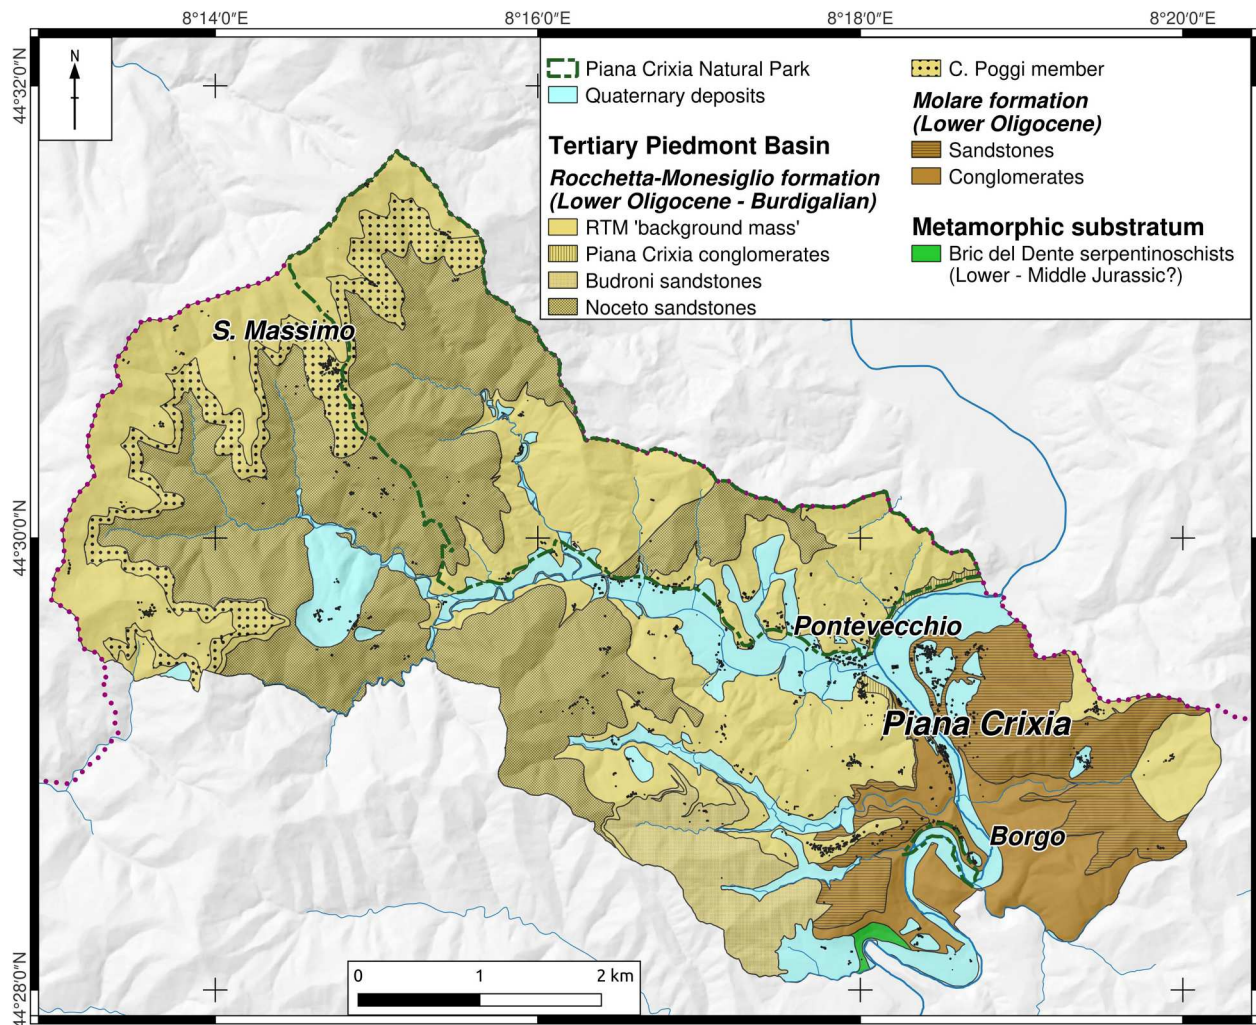 8°14'0"E
8°16'0"E
8°18'0"E
8°20'0"E
44°32'0"N
44°30'0"N
44°28'0"N
N
Piana Crixia Natural Park
Quaternary deposits
Tertiary Piedmont Basin
Rocchetta-Monesiglio formation
(Lower Oligocene - Burdigalian)
RTM 'background mass'
Piana Crixia conglomerates
Budroni sandstones
Noceto sandstones
C. Poggi member
Molare formation
(Lower Oligocene)
Sandstones
Conglomerates
Metamorphic substratum
Bric del Dente serpentinoschists
(Lower - Middle Jurassic?)
S. Massimo
Pontevecchio
Piana Crixia
Borgo
0
1
2 km